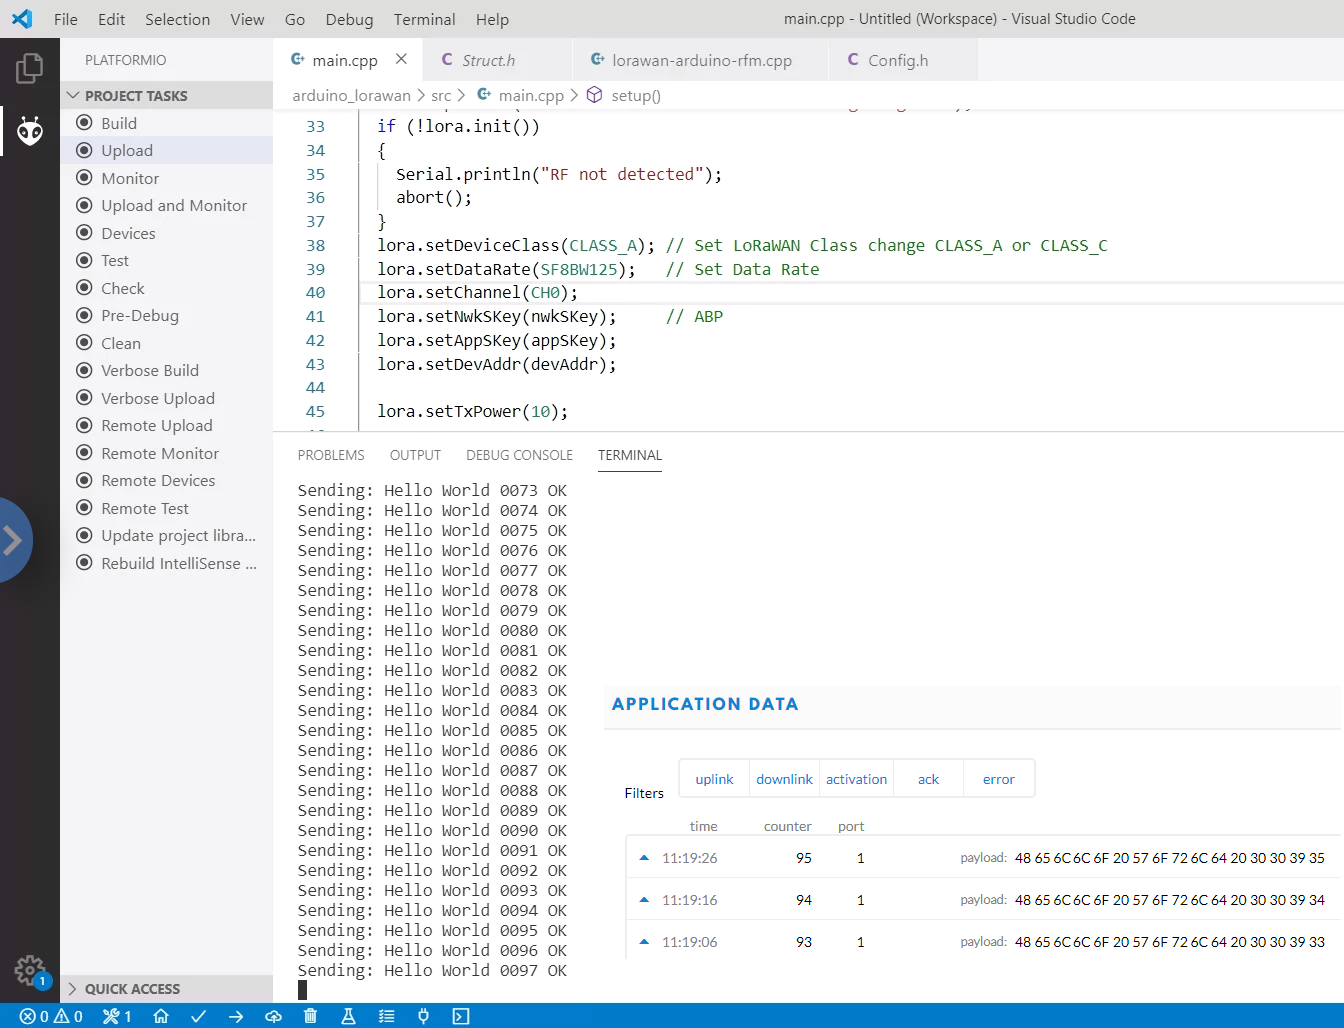 File Edit Selection View Go Debug Terminal Help
main.cpp - Untitled (Workspace) - Visual Studio Code
PLATFORMIO
PROJECT TASKS
Build
Upload
Monitor
Upload and Monitor
Devices
Test
Check
Pre-Debug
Clean
Verbose Build
Verbose Upload
Remote Upload
Remote Monitor
Remote Devices
Remote Test
Update project libra...
Rebuild IntelliSense ...
QUICK ACCESS
main.cpp
Struct.h
lorawan-arduino-rfm.cpp
Config.h
arduino_lorawan > src > main.cpp > setup()
33 if (!lora.init())
34 {
35 Serial.println("RF not detected");
36 abort();
37 }
38 lora.setDeviceClass(CLASS_A); // Set LoRaWAN Class change CLASS_A or CLASS_C
39 lora.setDataRate(SF8BW125); // Set Data Rate
40 lora.setChannel(CH0);
41 lora.setNwkSKey(nwkSKey); // ABP
42 lora.setAppSKey(appSKey);
43 lora.setDevAddr(devAddr);
44
45 lora.setTxPower(10);
PROBLEMS OUTPUT DEBUG CONSOLE TERMINAL
Sending: Hello World 0073 OK
Sending: Hello World 0074 OK
Sending: Hello World 0075 OK
Sending: Hello World 0076 OK
Sending: Hello World 0077 OK
Sending: Hello World 0078 OK
Sending: Hello World 0079 OK
Sending: Hello World 0080 OK
Sending: Hello World 0081 OK
Sending: Hello World 0082 OK
Sending: Hello World 0083 OK
Sending: Hello World 0084 OK
Sending: Hello World 0085 OK
Sending: Hello World 0086 OK
Sending: Hello World 0087 OK
Sending: Hello World 0088 OK
Sending: Hello World 0089 OK
Sending: Hello World 0090 OK
Sending: Hello World 0091 OK
Sending: Hello World 0092 OK
Sending: Hello World 0093 OK
Sending: Hello World 0094 OK
Sending: Hello World 0095 OK
Sending: Hello World 0096 OK
Sending: Hello World 0097 OK
APPLICATION DATA
Filters uplink downlink activation ack error
time counter port
11:19:26 95 1 payload: 48 65 6C 6C 6F 20 57 6F 72 6C 64 20 30 30 39 35
11:19:16 94 1 payload: 48 65 6C 6C 6F 20 57 6F 72 6C 64 20 30 30 39 34
11:19:06 93 1 payload: 48 65 6C 6C 6F 20 57 6F 72 6C 64 20 30 30 39 33
1
0 0 1